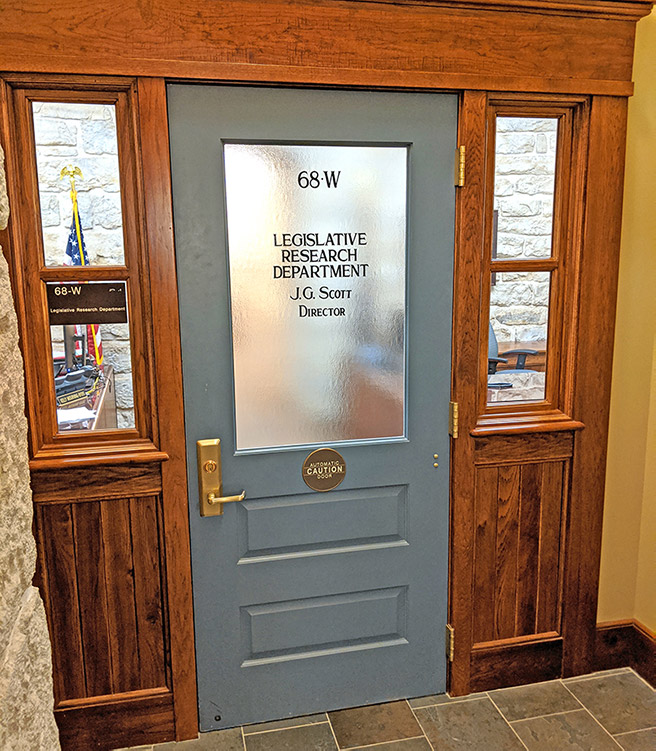 68-W
LEGISLATIVE
RESEARCH
DEPARTMENT
J.G. SCOTT
DIRECTOR
68-W
Legislative Research Department
AUTOMATIC
CAUTION
DOOR